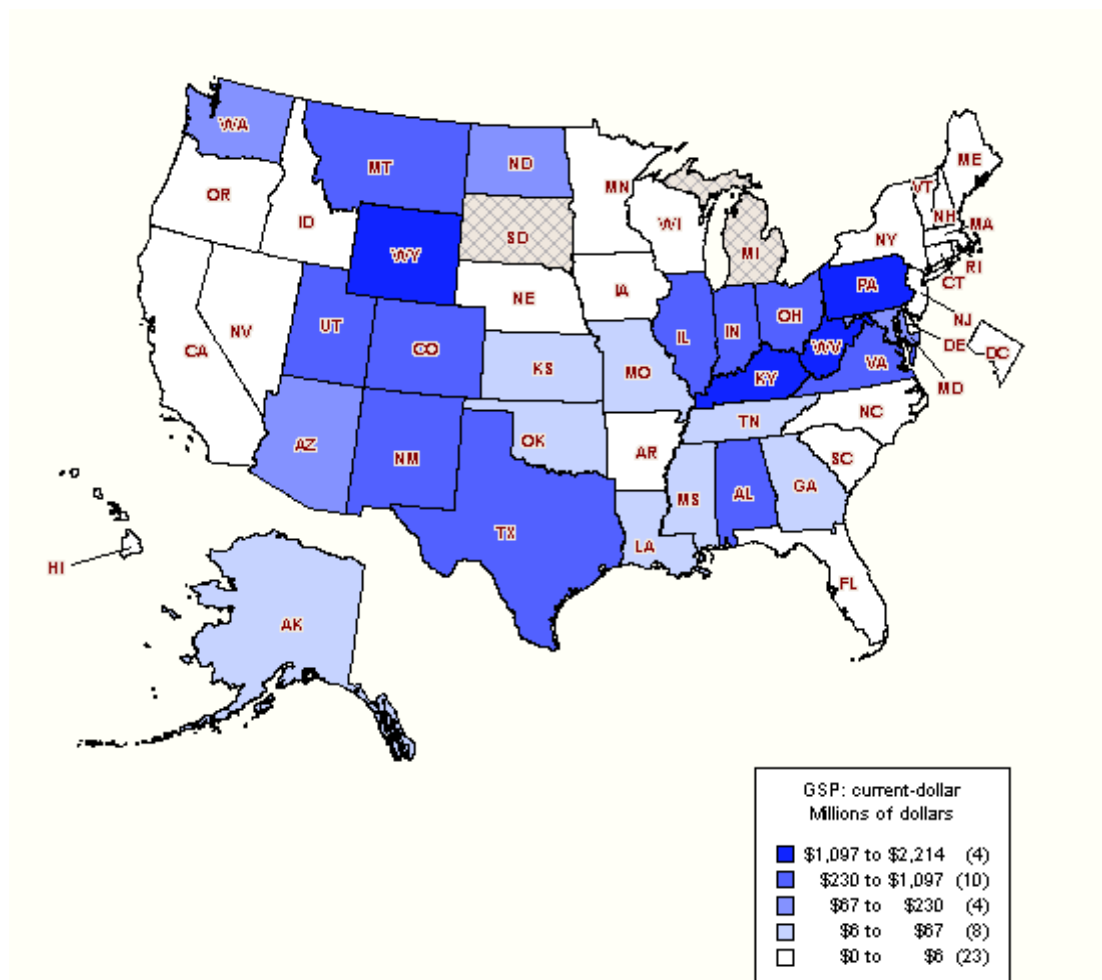 WA
MT
ND
MN
ME
VT
OR
ID
SD
WI
NH
MA
MI
NY
WY
RI
CT
NE
IA
PA
NV
UT
IL
IN
OH
NJ
CA
CO
WV
DE
DC
KS
MO
KY
VA
MD
NC
TN
AZ
NM
OK
AR
SC
MS
AL
GA
TX
LA
HI
FL
AK
GSP: current-dollar
Millions of dollars
$1,097 to $2,214 (4)
$230 to $1,097 (10)
$67 to $230 (4)
$6 to $67 (8)
$0 to $6 (23)